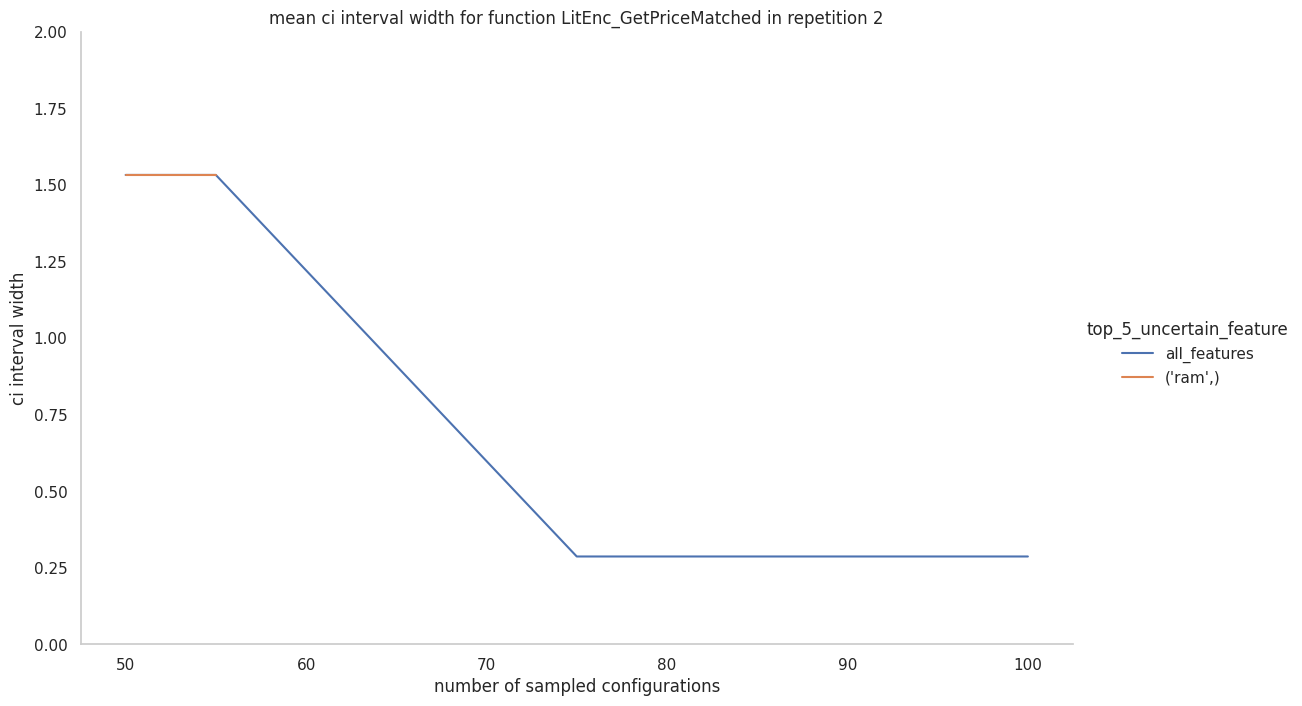 mean ci interval width for function LitEnc_GetPriceMatched in repetition 2
2.00
1.75
1.50
1.25
1.00
0.75
0.50
0.25
0.00
ci interval width
50
60
70
80
90
100
number of sampled configurations
top_5_uncertain_feature
all_features
('ram',)